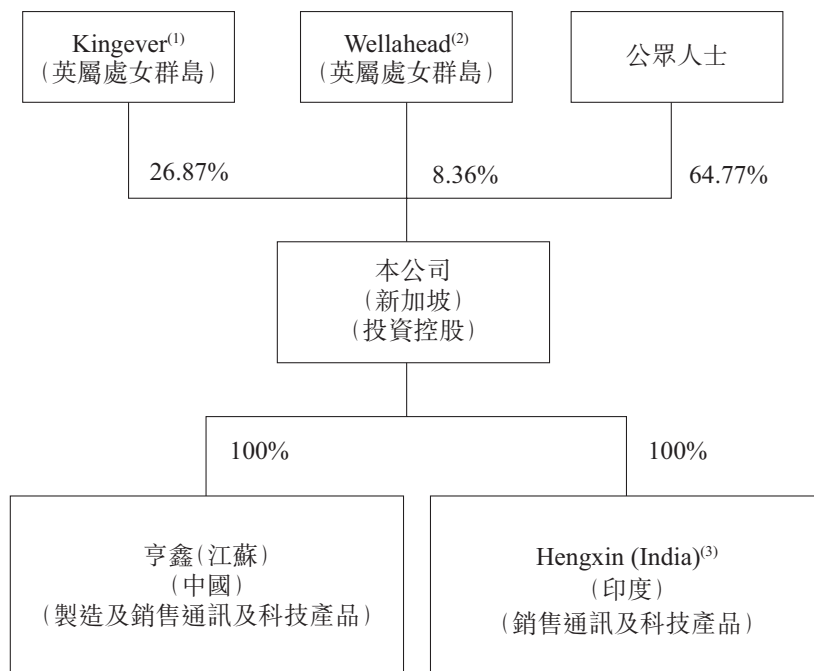 Kingever(1)
（英屬處女群島）
Wellahead(2)
（英屬處女群島）
公眾人士
26.87%
8.36%
64.77%
本公司
（新加坡）
（投資控股）
100%
100%
亨鑫（江蘇）
（中國）
（製造及銷售通訊及科技產品）
Hengxin (India)(3)
（印度）
（銷售通訊及科技產品）